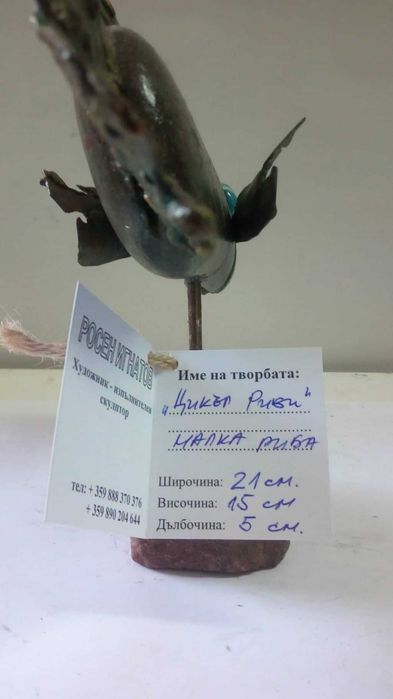 РОСЕН ИГНАТОВ
Художник - изпълнител
скулптор
тел: + 359 888 370 376
+ 359 890 204 644
Име на творбата:
„Цикъл Риби"
МАЛКА РИБА
Широчина: 21 см.
Височина: 15 см
Дълбочина: 5 см.